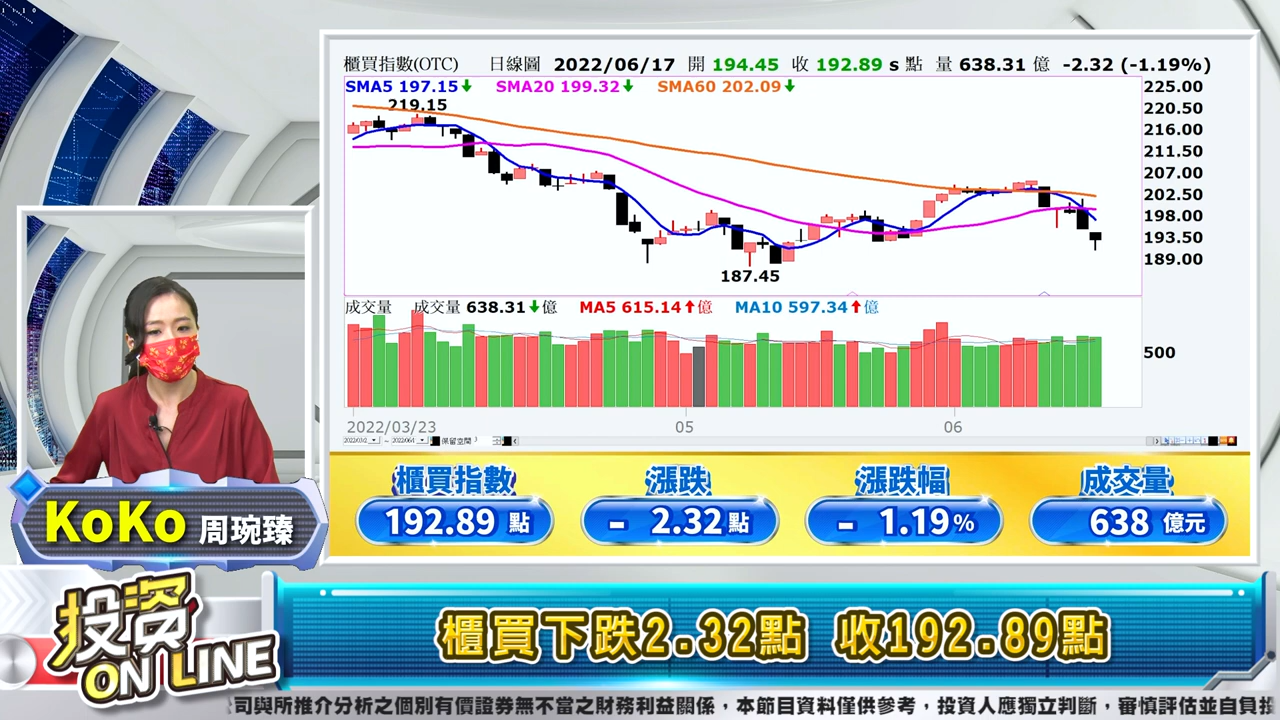 櫃買指數(OTC) 日線圖 2022/06/17 開 194.45 收 192.89 s 點 量 638.31 億 -2.32 (-1.19%)
SMA5 197.15↓ SMA20 199.32↓ SMA60 202.09↓
219.15
187.45
225.00
220.50
216.00
211.50
207.00
202.50
198.00
193.50
189.00
成交量 成交量 638.31↓億 MA5 615.14↑億 MA10 597.34↑億
500
2022/03/23 05 06
保留空間
櫃買指數 漲跌 漲跌幅 成交量
192.89 點 - 2.32 點 - 1.19% 638 億元
KoKo 周琬臻
投資
ON LINE
櫃買下跌2.32點 收192.89點
司與所推介分析之個別有價證券無不當之財務利益關係，本節目資料僅供參考，投資人應獨立判斷，審慎評估並自負投